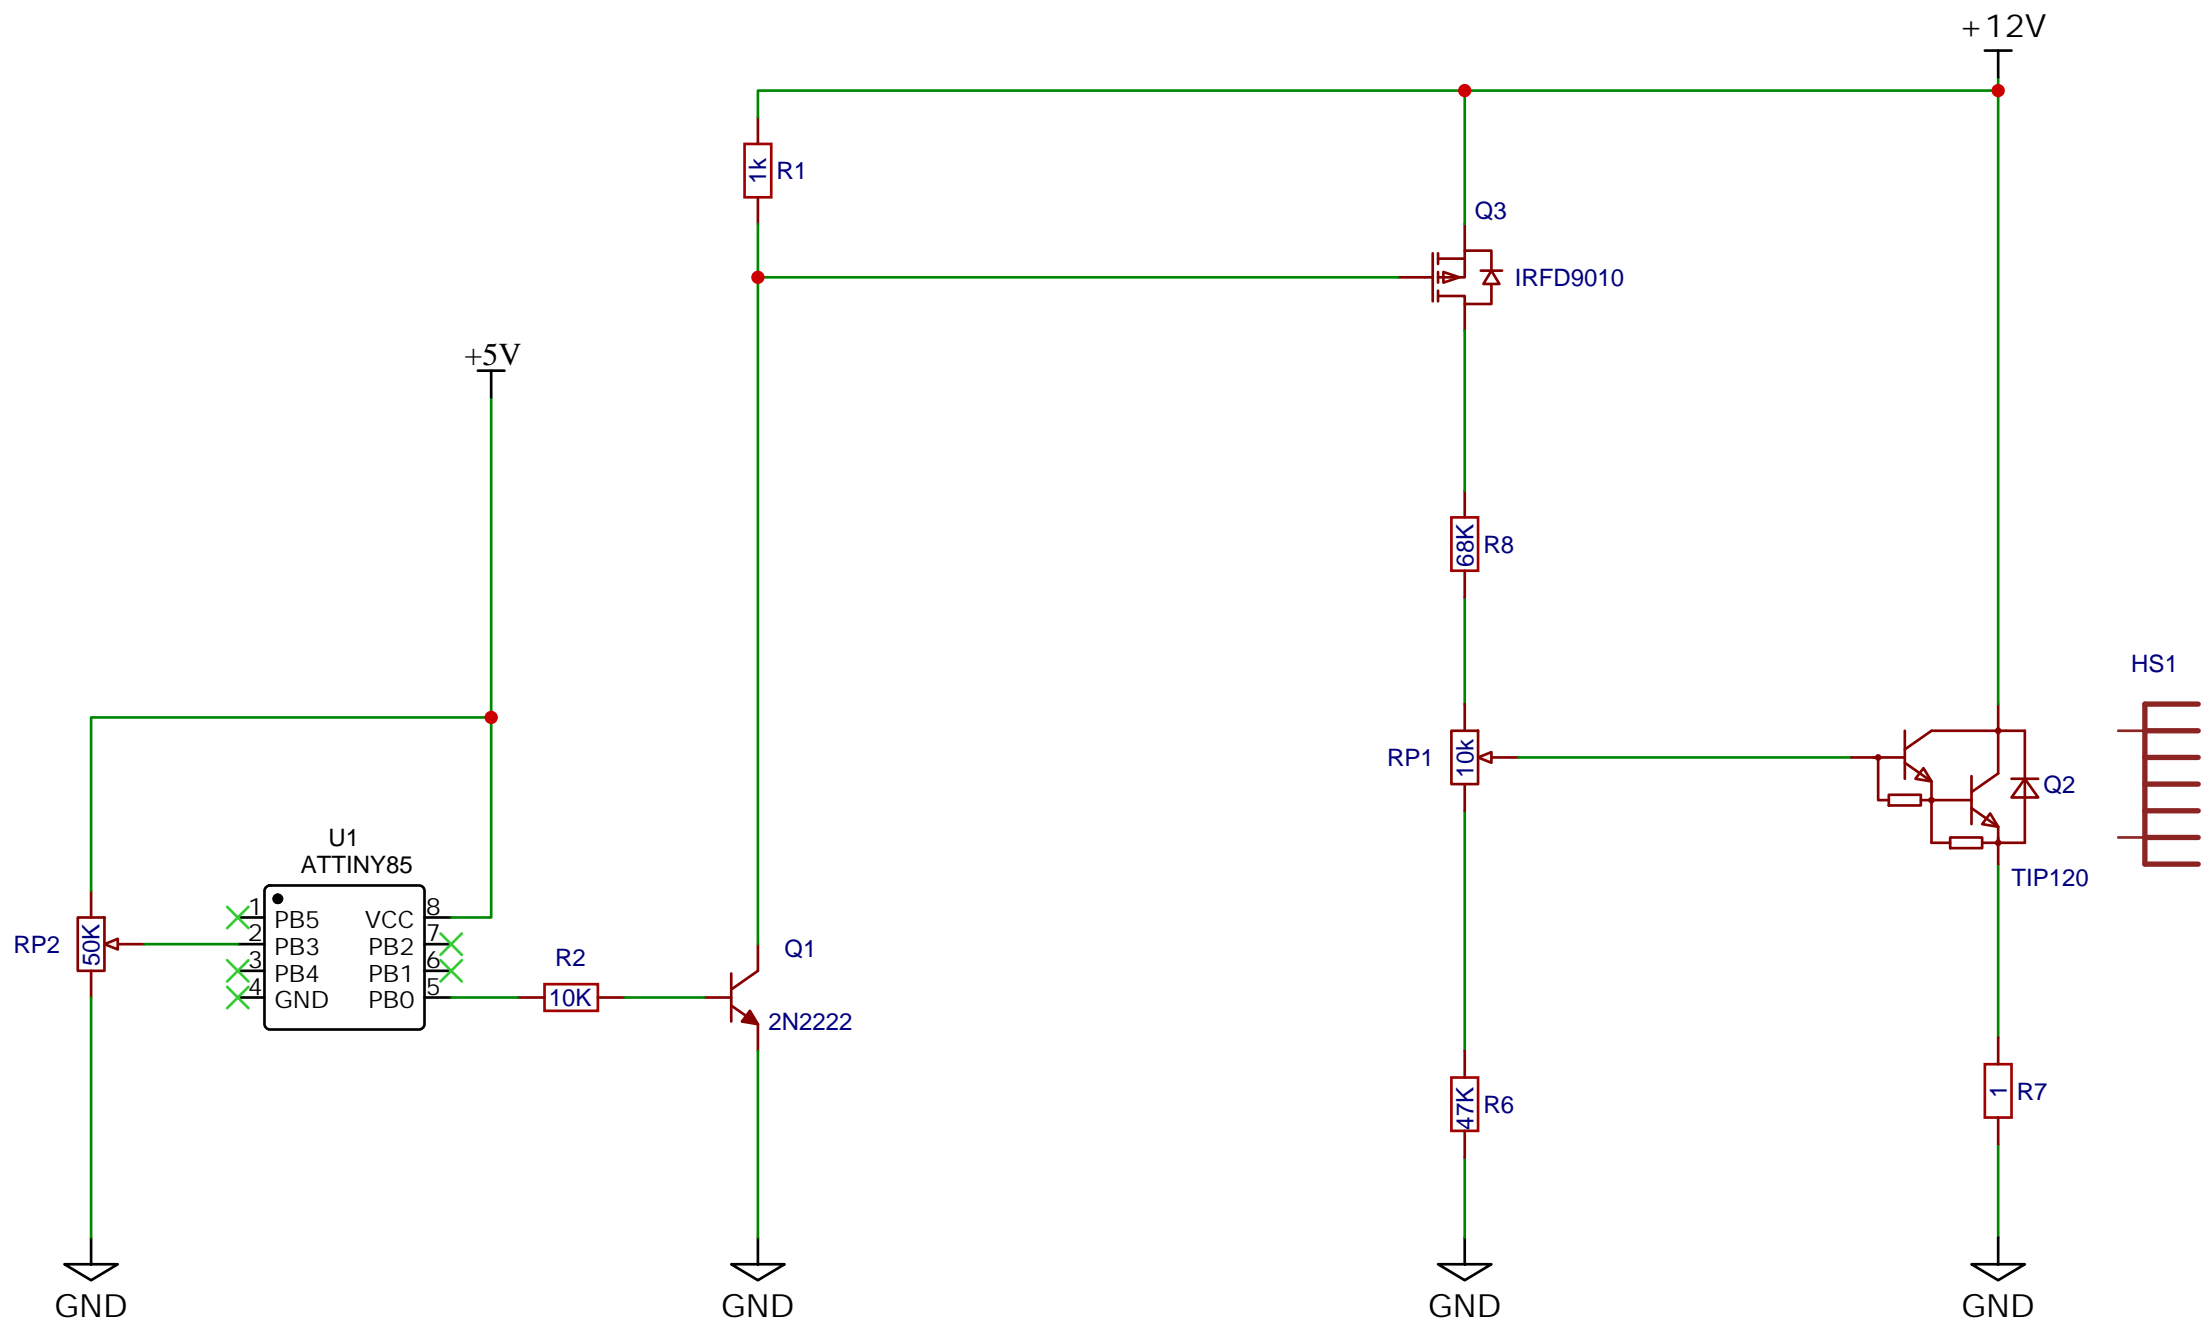 +12V
1k
R1
Q3
IRFD9010
+5V
68K
R8
HS1
RP1
10k
Q2
TIP120
U1
ATTINY85
1
PB5
VCC
8
2
PB3
PB2
7
3
PB4
PB1
6
4
GND
PB0
5
RP2
50K
R2
10K
Q1
2N2222
47K
R6
1
R7
GND
GND
GND
GND